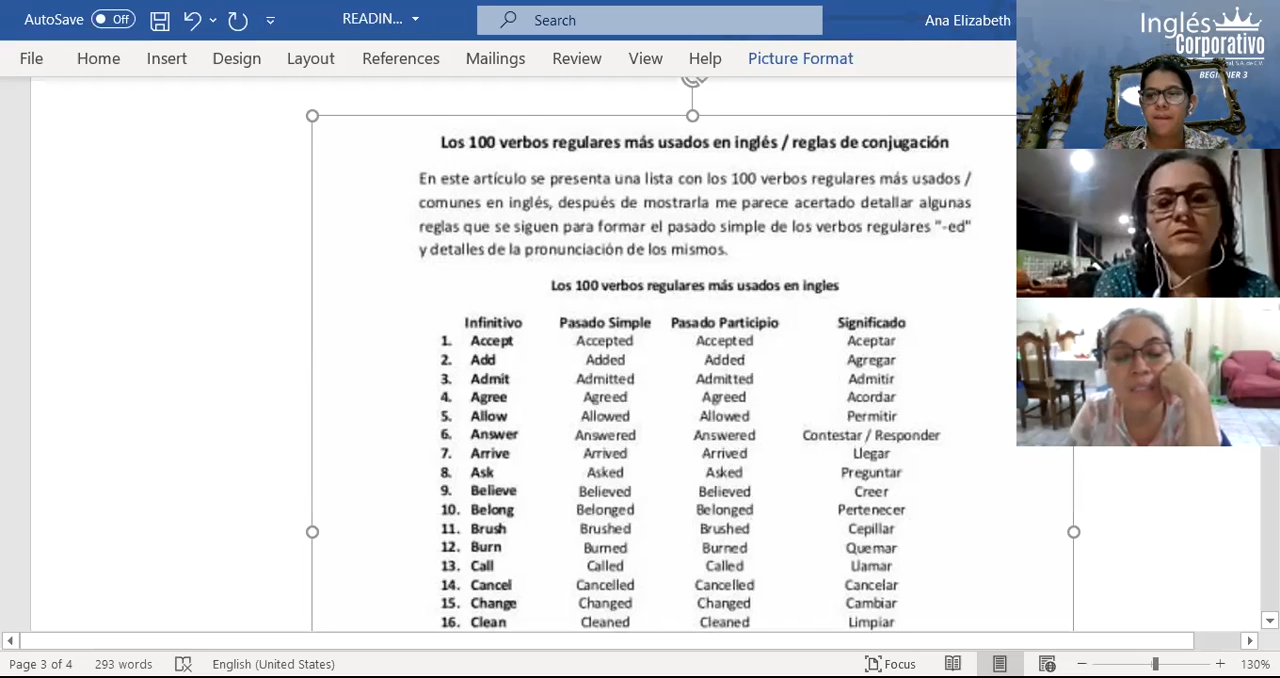 AutoSave Off READIN... Search Ana Elizabeth
File Home Insert Design Layout References Mailings Review View Help Picture Format
Inglés
Corporativo
BEGINNER 3
Los 100 verbos regulares más usados en inglés / reglas de conjugación
En este artículo se presenta una lista con los 100 verbos regulares más usados /
comunes en inglés, después de mostrarla me parece acertado detallar algunas
reglas que se siguen para formar el pasado simple de los verbos regulares "-ed"
y detalles de la pronunciación de los mismos.
Los 100 verbos regulares más usados en ingles
Infinitivo Pasado Simple Pasado Participio Significado
1. Accept Accepted Accepted Aceptar
2. Add Added Added Agregar
3. Admit Admitted Admitted Admitir
4. Agree Agreed Agreed Acordar
5. Allow Allowed Allowed Permitir
6. Answer Answered Answered Contestar / Responder
7. Arrive Arrived Arrived Llegar
8. Ask Asked Asked Preguntar
9. Believe Believed Believed Creer
10. Belong Belonged Belonged Pertenecer
11. Brush Brushed Brushed Cepillar
12. Burn Burned Burned Quemar
13. Call Called Called Llamar
14. Cancel Cancelled Cancelled Cancelar
15. Change Changed Changed Cambiar
16. Clean Cleaned Cleaned Limpiar
Page 3 of 4 293 words English (United States) Focus 130%